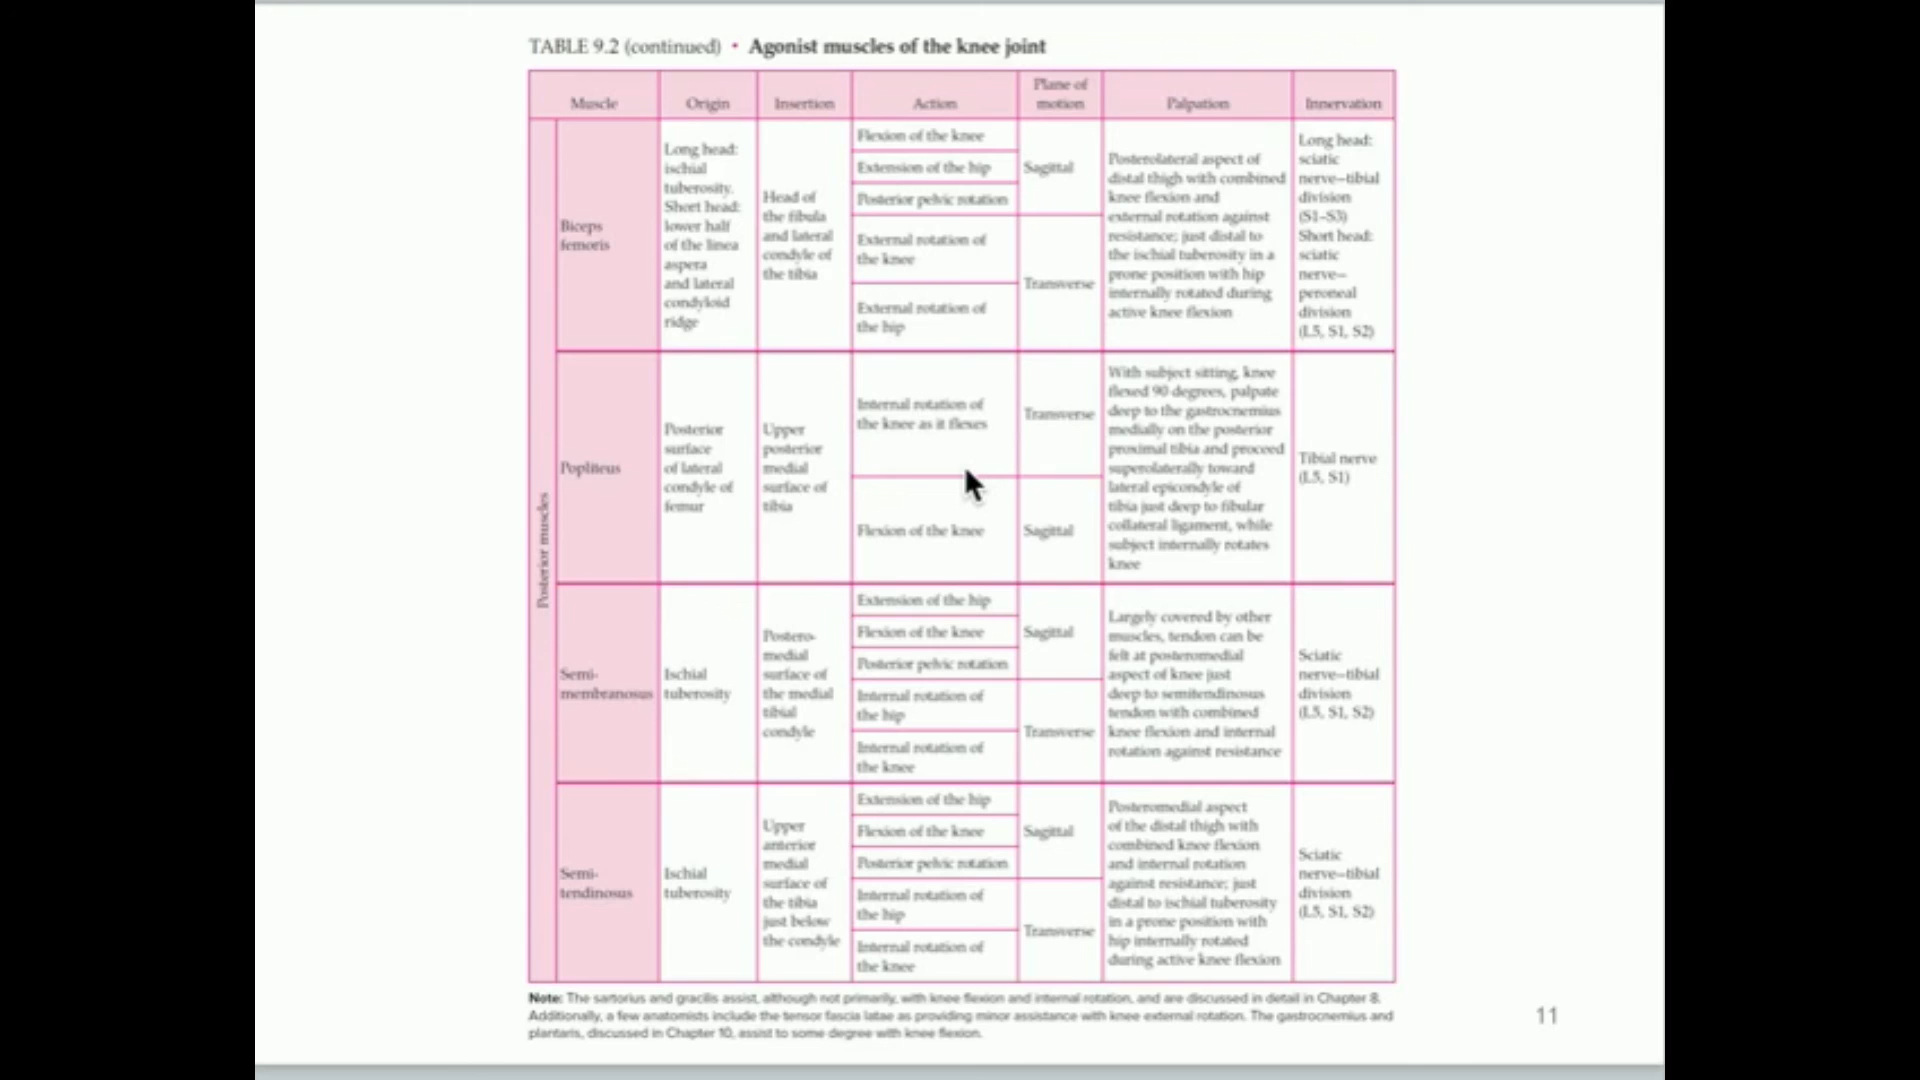 TABLE 9.2 (continued) • Agonist muscles of the knee joint
Muscle
Origin
Insertion
Action
Plane of
motion
Palpation
Innervation
Posterior muscles
Biceps
femoris
Long head:
ischial
tuberosity.
Short head:
lower half
of the linea
aspera
and lateral
condyloid
ridge
Head of
the fibula
and lateral
condyle of
the tibia
Flexion of the knee
Extension of the hip
Posterior pelvic rotation
Sagittal
External rotation of
the knee
External rotation of
the hip
Transverse
Posterolateral aspect of
distal thigh with combined
knee flexion and
external rotation against
resistance; just distal to
the ischial tuberosity in a
prone position with hip
internally rotated during
active knee flexion
Long head:
sciatic
nerve–tibial
division
(S1–S3)
Short head:
sciatic
nerve–
peroneal
division
(L5, S1, S2)
Popliteus
Posterior
surface
of lateral
condyle of
femur
Upper
posterior
medial
surface of
tibia
Internal rotation of
the knee as it flexes
Transverse
Flexion of the knee
Sagittal
With subject sitting, knee
flexed 90 degrees, palpate
deep to the gastrocnemius
medially on the posterior
proximal tibia and proceed
superolaterally toward
lateral epicondyle of
tibia just deep to fibular
collateral ligament, while
subject internally rotates
knee
Tibial nerve
(L5, S1)
Semi-
membranosus
Ischial
tuberosity
Postero-
medial
surface of
the medial
tibial
condyle
Extension of the hip
Flexion of the knee
Posterior pelvic rotation
Sagittal
Internal rotation of
the hip
Internal rotation of
the knee
Transverse
Largely covered by other
muscles, tendon can be
felt at posteromedial
aspect of knee just
deep to semitendinosus
tendon with combined
knee flexion and internal
rotation against resistance
Sciatic
nerve–tibial
division
(L5, S1, S2)
Semi-
tendinosus
Ischial
tuberosity
Upper
anterior
medial
surface of
the tibia
just below
the condyle
Extension of the hip
Flexion of the knee
Posterior pelvic rotation
Sagittal
Internal rotation of
the hip
Internal rotation of
the knee
Transverse
Posteromedial aspect
of the distal thigh with
combined knee flexion
and internal rotation
against resistance; just
distal to ischial tuberosity
in a prone position with
hip internally rotated
during active knee flexion
Sciatic
nerve–tibial
division
(L5, S1, S2)
Note: The sartorius and gracilis assist, although not primarily, with knee flexion and internal rotation, and are discussed in detail in Chapter 8.
Additionally, a few anatomists include the tensor fascia latae as providing minor assistance with knee external rotation. The gastrocnemius and
plantaris, discussed in Chapter 10, assist to some degree with knee flexion.
11